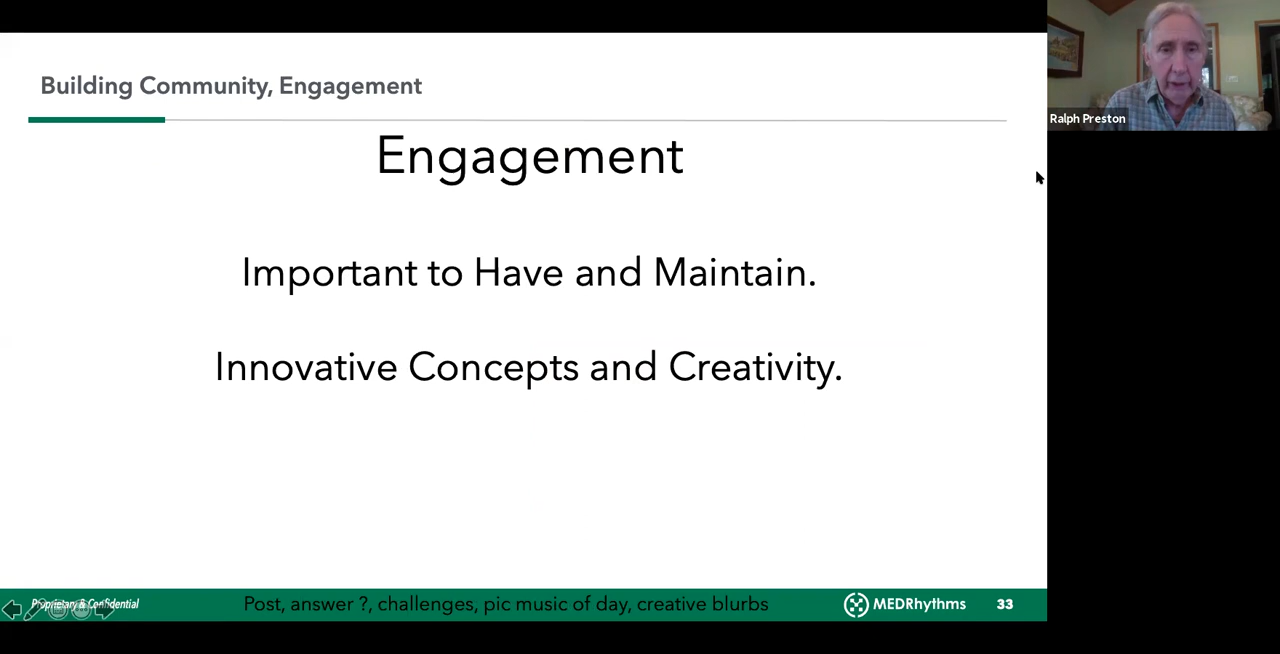 Building Community, Engagement
Ralph Preston
Engagement
Important to Have and Maintain.
Innovative Concepts and Creativity.
Proprietary & Confidential
Post, answer ?, challenges, pic music of day, creative blurbs
MEDRhythms
33